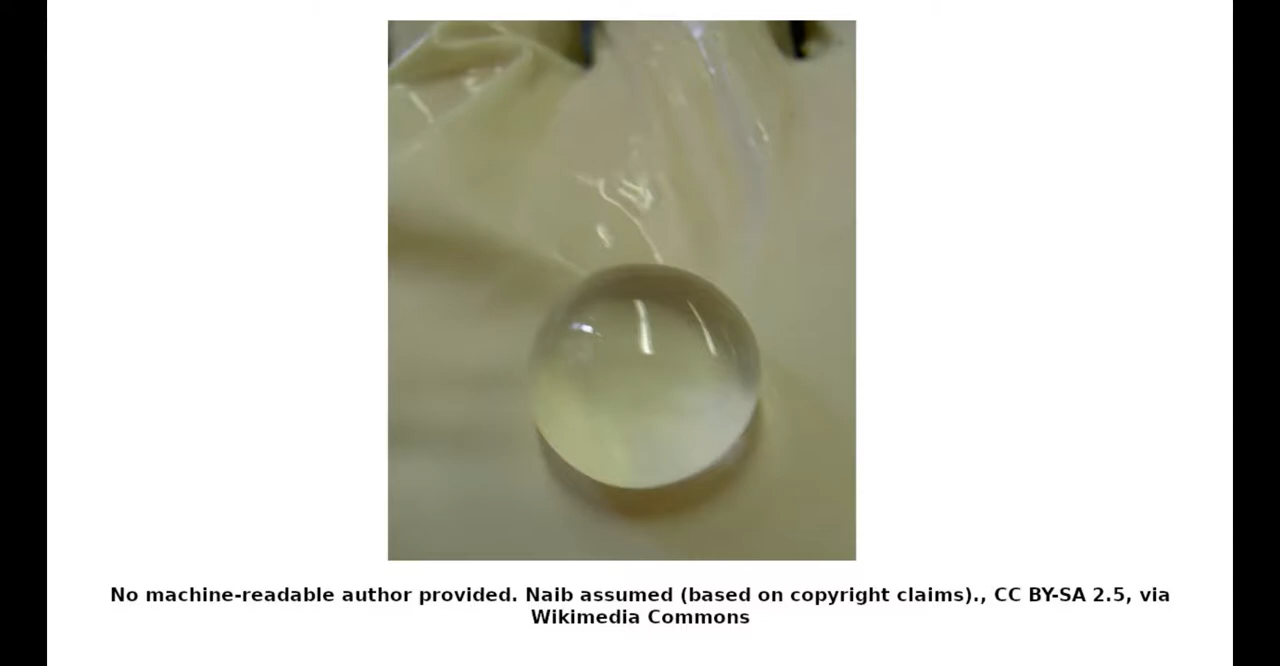 No machine-readable author provided. Naib assumed (based on copyright claims)., CC BY-SA 2.5, via
Wikimedia Commons